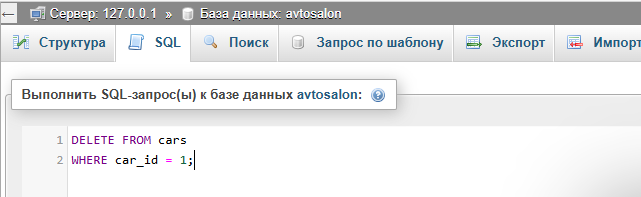 ← Сервер: 127.0.0.1 » База данных: avtosalon
Структура SQL Поиск Запрос по шаблону Экспорт Импорт
Выполнить SQL-запрос(ы) к базе данных avtosalon:
1 DELETE FROM cars
2 WHERE car_id = 1;